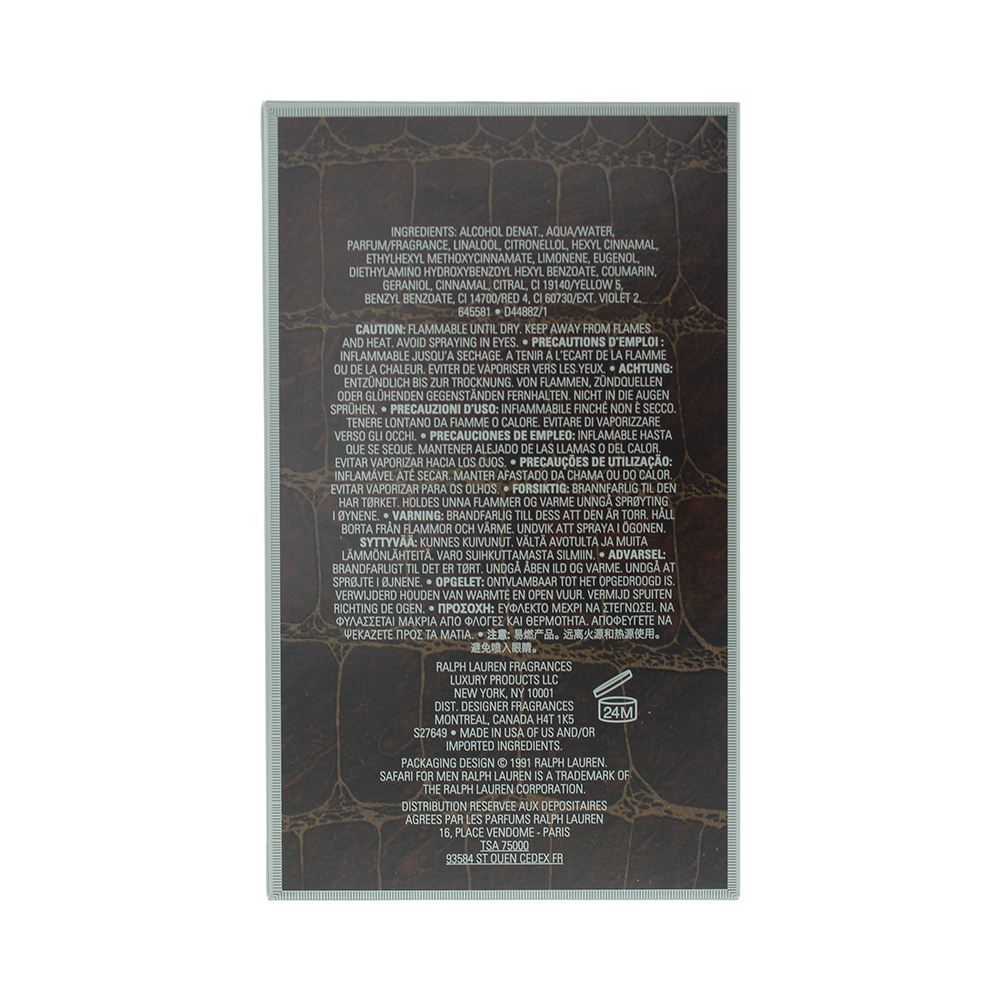 INGREDIENTS: ALCOHOL DENAT., AQUA/WATER,
PARFUM/FRAGRANCE, LINALOOL, CITRONELLOL, HEXYL CINNAMAL,
ETHYLHEXYL METHOXYCINNAMATE, LIMONENE, EUGENOL,
DIETHYLAMINO HYDROXYBENZOYL HEXYL BENZOATE, COUMARIN,
GERANIOL, CINNAMAL, CITRAL, CI 19140/YELLOW 5,
BENZYL BENZOATE, CI 14700/RED 4, CI 60730/EXT. VIOLET 2.
645581 • D44882/1
CAUTION: FLAMMABLE UNTIL DRY. KEEP AWAY FROM FLAMES
AND HEAT. AVOID SPRAYING IN EYES. • PRECAUTIONS D'EMPLOI :
INFLAMMABLE JUSQU'A SECHAGE. A TENIR A L'ECART DE LA FLAMME
OU DE LA CHALEUR. EVITER DE VAPORISER VERS LES YEUX. • ACHTUNG:
ENTZÜNDLICH BIS ZUR TROCKNUNG. VON FLAMMEN, ZÜNDQUELLEN
ODER GLÜHENDEN GEGENSTÄNDEN FERNHALTEN. NICHT IN DIE AUGEN
SPRÜHEN. • PRECAUZIONI D'USO: INFIAMMABILE FINCHÉ NON È SECCO.
TENERE LONTANO DA FIAMME O CALORE. EVITARE DI VAPORIZZARE
VERSO GLI OCCHI. • PRECAUCIONES DE EMPLEO: INFLAMABLE HASTA
QUE SE SEQUE. MANTENER ALEJADO DE LAS LLAMAS O DEL CALOR.
EVITAR VAPORIZAR HACIA LOS OJOS. • PRECAUÇÕES DE UTILIZAÇÃO:
INFLAMÁVEL ATÉ SECAR. MANTER AFASTADO DA CHAMA OU DO CALOR.
EVITAR VAPORIZAR PARA OS OLHOS. • FORSIKTIG: BRANNFARLIG TIL DEN
HAR TØRKET. HOLDES UNNA FLAMMER OG VARME UNNGÅ SPRØYTING
I ØYNENE. • VARNING: BRANDFARLIG TILL DESS ATT DEN ÄR TORR. HÅLL
BORTA FRÅN FLAMMOR OCH VÄRME. UNDVIK ATT SPRAYA I ÖGONEN.
SYTTYVÄÄ: KUNNES KUIVUNUT. VÄLTÄ AVOTULTA JA MUITA
LÄMMÖNLÄHTEITÄ. VARO SUIHKUTTAMASTA SILMIIN. • ADVARSEL:
BRANDFARLIGT TIL DET ER TØRT. UNDGÅ ÅBEN ILD OG VARME. UNDGÅ AT
SPRØJTE I ØJNENE. • OPGELET: ONTVLAMBAAR TOT HET OPGEDROOGD IS.
VERWIJDERD HOUDEN VAN WARMTE EN OPEN VUUR. VERMIJD SPUITEN
RICHTING DE OGEN. • ΠΡΟΣΟΧΗ: ΕΥΦΛΕΚΤΟ ΜΕΧΡΙ ΝΑ ΣΤΕΓΝΩΣΕΙ. ΝΑ
ΦΥΛΑΣΣΕΤΑΙ ΜΑΚΡΙΑ ΑΠΟ ΦΛΟΓΕΣ ΚΑΙ ΘΕΡΜΟΤΗΤΑ. ΑΠΟΦΕΥΓΕΤΕ ΝΑ
ΨΕΚΑΖΕΤΕ ΠΡΟΣ ΤΑ ΜΑΤΙΑ. • 注意: 易燃产品。远离火源和热源使用。
避免喷入眼睛。
RALPH LAUREN FRAGRANCES
LUXURY PRODUCTS LLC
NEW YORK, NY 10001
DIST. DESIGNER FRAGRANCES
MONTREAL, CANADA H4T 1K5
S27649 • MADE IN USA OF US AND/OR
IMPORTED INGREDIENTS.
24M
PACKAGING DESIGN © 1991 RALPH LAUREN.
SAFARI FOR MEN RALPH LAUREN IS A TRADEMARK OF
THE RALPH LAUREN CORPORATION.
DISTRIBUTION RESERVEE AUX DEPOSITAIRES
AGREES PAR LES PARFUMS RALPH LAUREN
16, PLACE VENDOME - PARIS
TSA 75000
93584 ST OUEN CEDEX FR